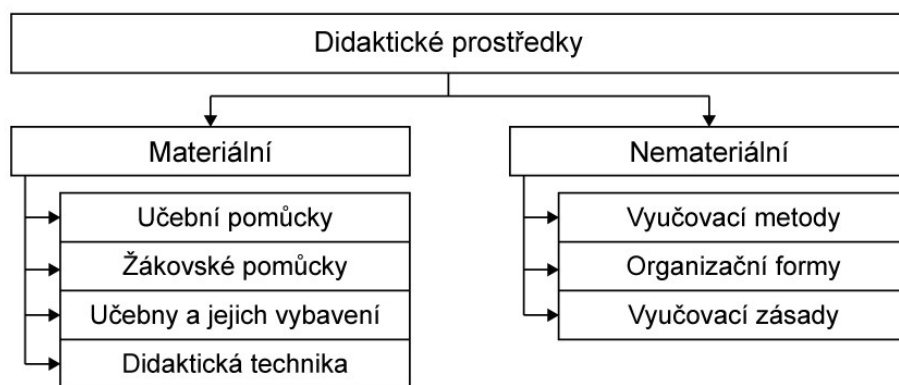 Didaktické prostředky
Materiální
Učební pomůcky
Žákovské pomůcky
Učebny a jejich vybavení
Didaktická technika
Nemateriální
Vyučovací metody
Organizační formy
Vyučovací zásady